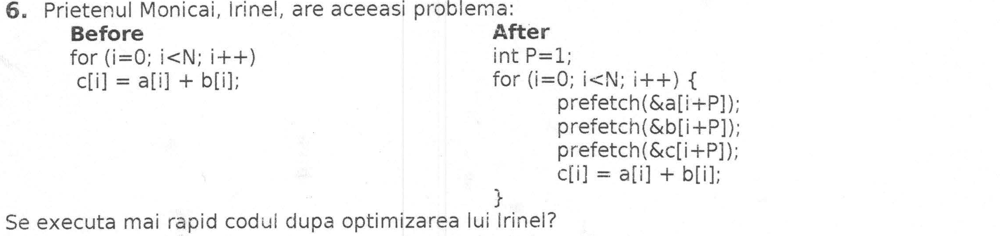 6. Prietenul Monicai, Irinel, are aceeasi problema:
Before
for (i=0; i<N; i++)
c[i] = a[i] + b[i];
After
int P=1;
for (i=0; i<N; i++) {
prefetch(&a[i+P]);
prefetch(&b[i+P]);
prefetch(&c[i+P]);
c[i] = a[i] + b[i];
}
Se executa mai rapid codul dupa optimizarea lui Irinel?